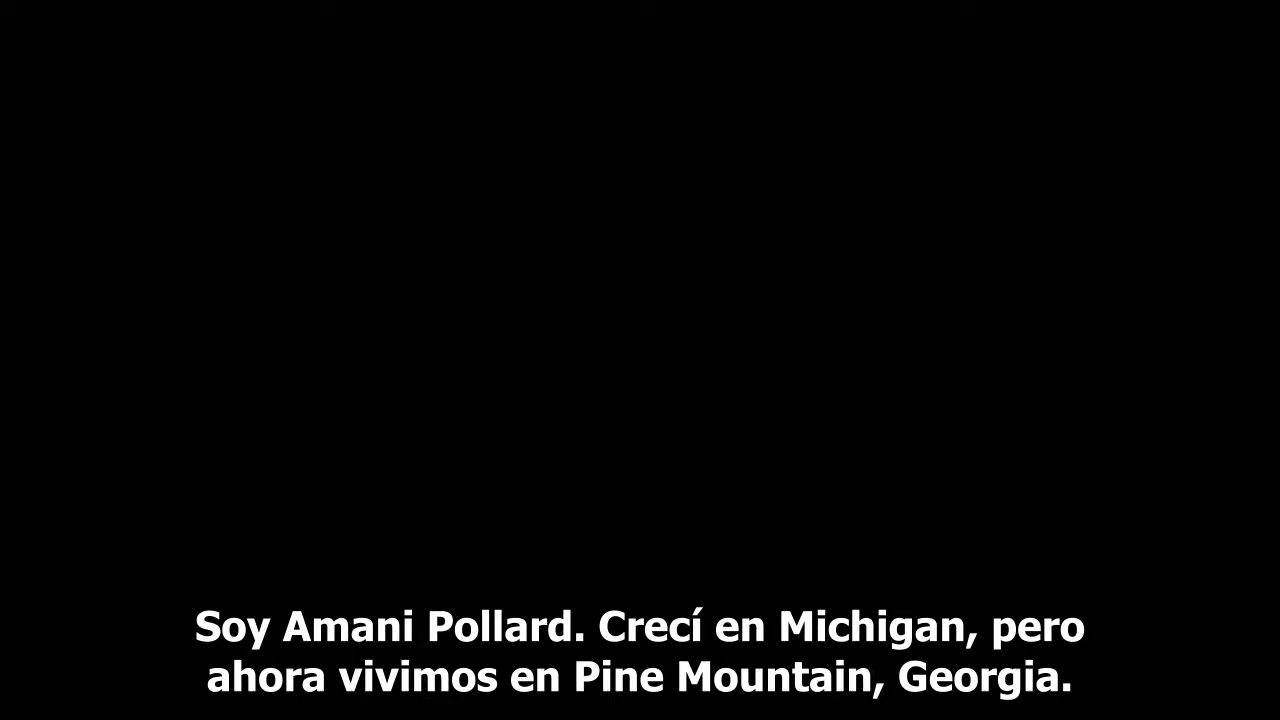 Soy Amani Pollard. Crecí en Michigan, pero
ahora vivimos en Pine Mountain, Georgia.